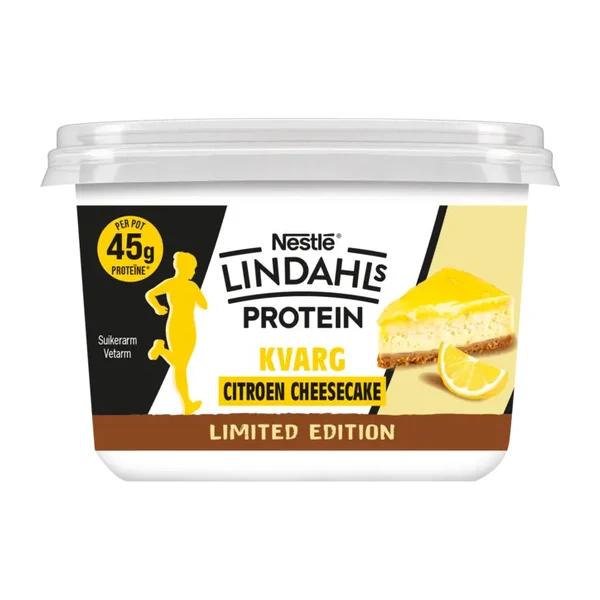 PER POT
45g
PROTEÏNE*
Suikerarm
Vetarm
Nestlé®
LINDAHLS
PROTEIN
KVARG
CITROEN CHEESECAKE
LIMITED EDITION